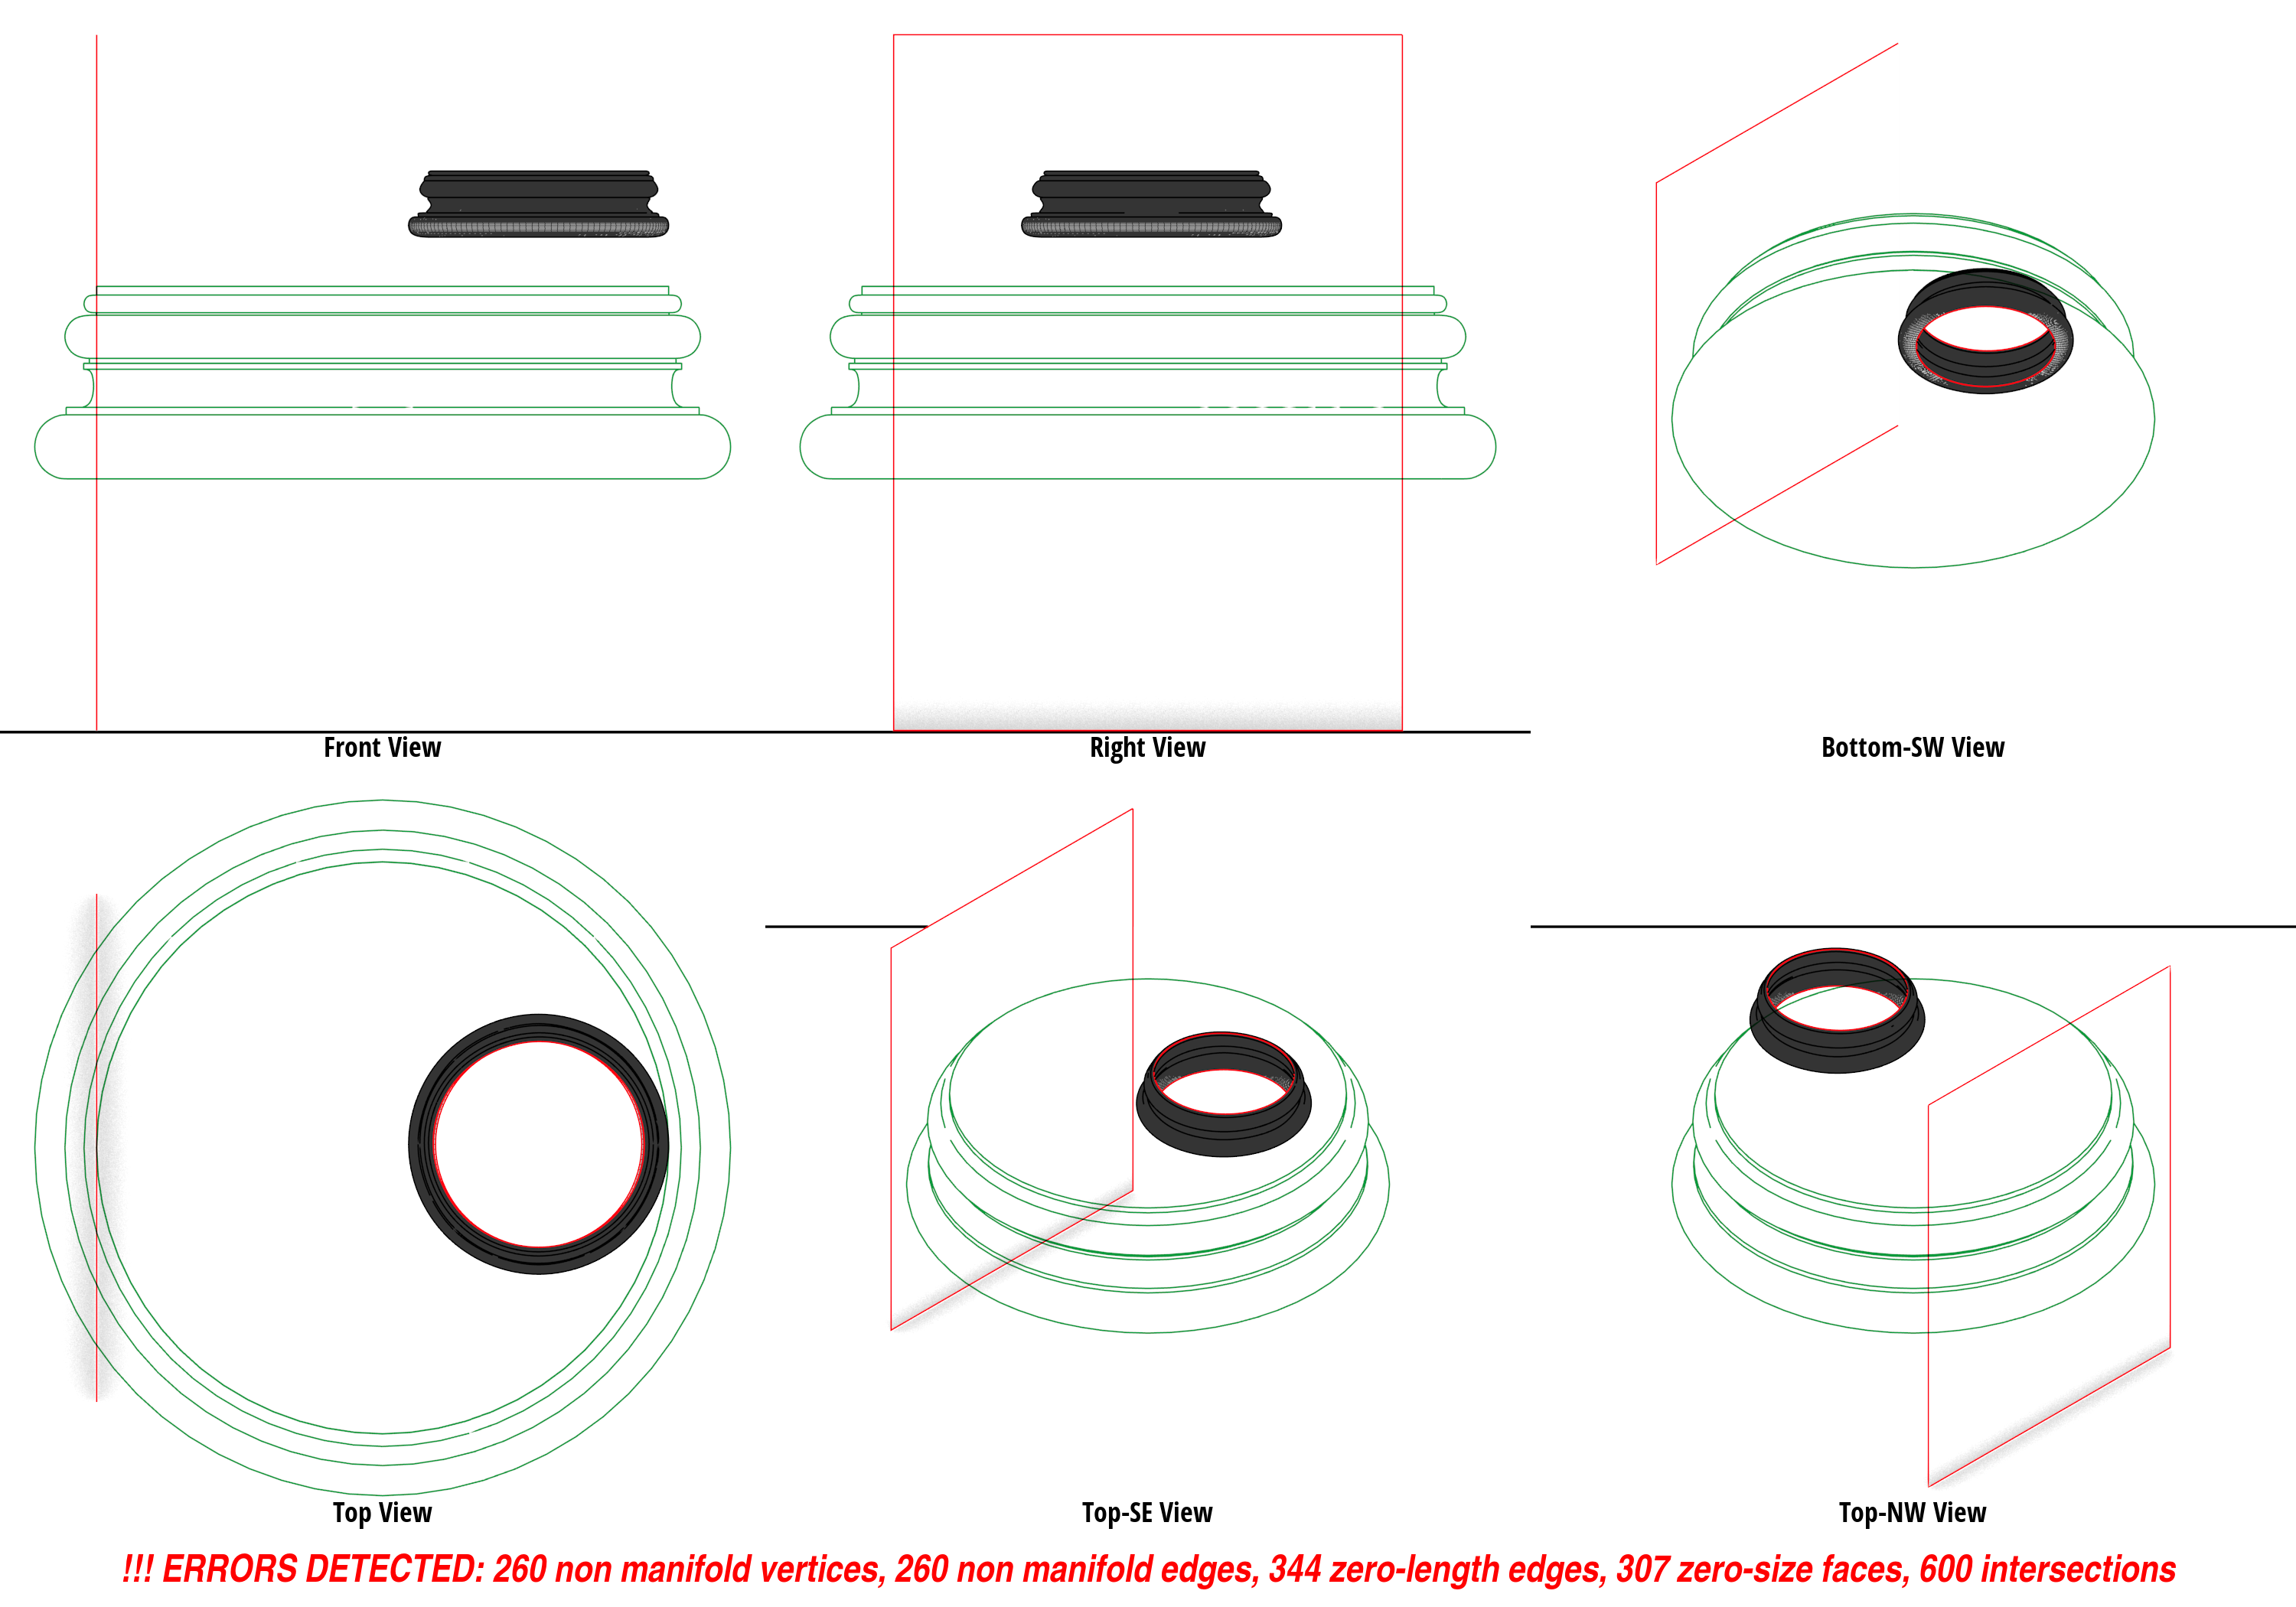 Front View
Right View
Bottom-SW View
Top View
Top-SE View
Top-NW View
!!! ERRORS DETECTED: 260 non manifold vertices, 260 non manifold edges, 344 zero-length edges, 307 zero-size faces, 600 intersections